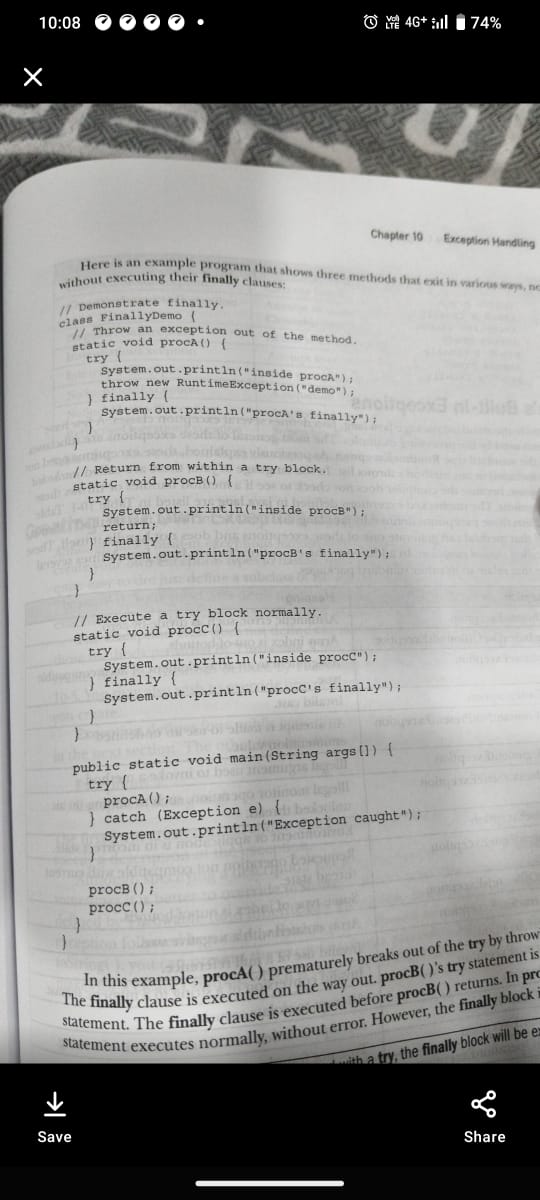 10:08
Vo) LTE 4G+ 74%
Chapter 10 Exception Handling
Here is an example program that shows three methods that exit in various ways,
without executing their finally clauses:
// Demonstrate finally.
class FinallyDemo {
// Throw an exception out of the method.
static void procA() {
try {
System.out.println("inside procA");
throw new RuntimeException("demo");
} finally {
System.out.println("procA's finally");
}
}
// Return from within a try block.
static void procB() {
try {
System.out.println("inside procB");
return;
} finally {
System.out.println("procB's finally");
}
}
// Execute a try block normally.
static void procC() {
try {
System.out.println("inside procC");
} finally {
System.out.println("procC's finally");
}
}
public static void main(String args[]) {
try {
procA();
} catch (Exception e) {
System.out.println("Exception caught");
}
procB();
procC();
}
}
In this example, procA( ) prematurely breaks out of the try by throw
The finally clause is executed on the way out. procB( )'s try statement is
statement. The finally clause is executed before procB( ) returns. In
statement executes normally, without error. However, the finally block
with a try, the finally block will be
Save
Share